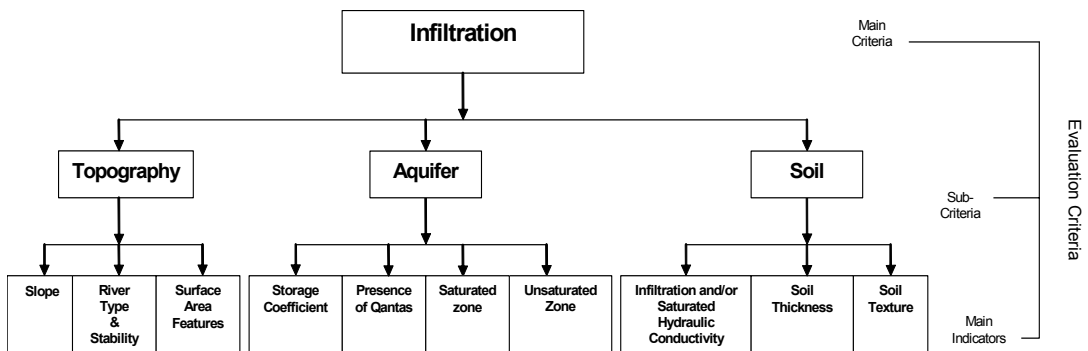 Infiltration
Main
Criteria
Topography
Aquifer
Soil
Sub-
Criteria
Evaluation Criteria
Slope
River
Type
&
Stability
Surface
Area
Features
Storage
Coefficient
Presence
of Qantas
Saturated
zone
Unsaturated
Zone
Infiltration and/or
Saturated
Hydraulic
Conductivity
Soil
Thickness
Soil
Texture
Main
Indicators